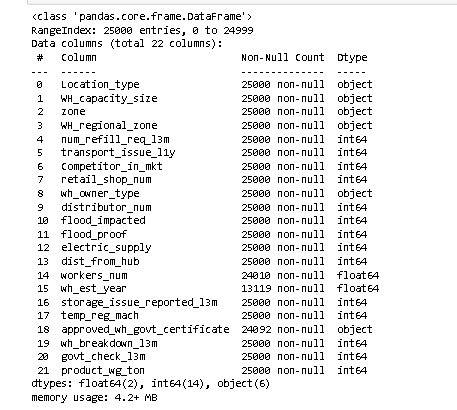 <class 'pandas.core.frame.DataFrame'>
RangeIndex: 25000 entries, 0 to 24999
Data columns (total 22 columns):
 #   Column                        Non-Null Count  Dtype
---  ------                        --------------  -----
 0   Location_type                 25000 non-null  object
 1   WH_capacity_size              25000 non-null  object
 2   zone                          25000 non-null  object
 3   WH_regional_zone              25000 non-null  object
 4   num_refill_req_l3m            25000 non-null  int64
 5   transport_issue_l1y           25000 non-null  int64
 6   Competitor_in_mkt             25000 non-null  int64
 7   retail_shop_num               25000 non-null  int64
 8   wh_owner_type                 25000 non-null  object
 9   distributor_num               25000 non-null  int64
 10  flood_impacted                25000 non-null  int64
 11  flood_proof                   25000 non-null  int64
 12  electric_supply               25000 non-null  int64
 13  dist_from_hub                 25000 non-null  int64
 14  workers_num                   24010 non-null  float64
 15  wh_est_year                   13119 non-null  float64
 16  storage_issue_reported_l3m    25000 non-null  int64
 17  temp_reg_mach                 25000 non-null  int64
 18  approved_wh_govt_certificate  24092 non-null  object
 19  wh_breakdown_l3m              25000 non-null  int64
 20  govt_check_l3m                25000 non-null  int64
 21  product_wg_ton                25000 non-null  int64
dtypes: float64(2), int64(14), object(6)
memory usage: 4.2+ MB